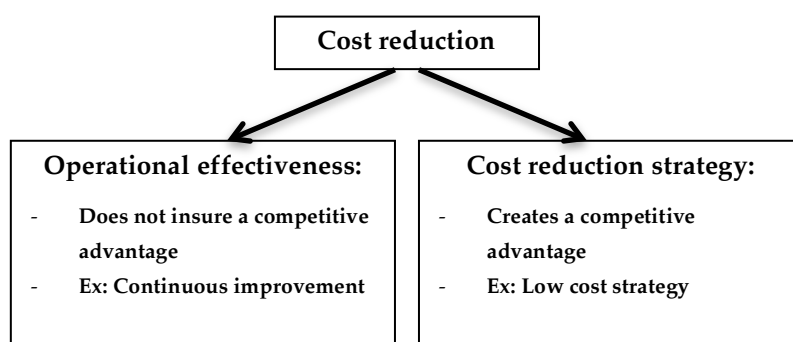 Cost reduction
Operational effectiveness:
- Does not insure a competitive
advantage
- Ex: Continuous improvement
Cost reduction strategy:
- Creates a competitive
advantage
- Ex: Low cost strategy